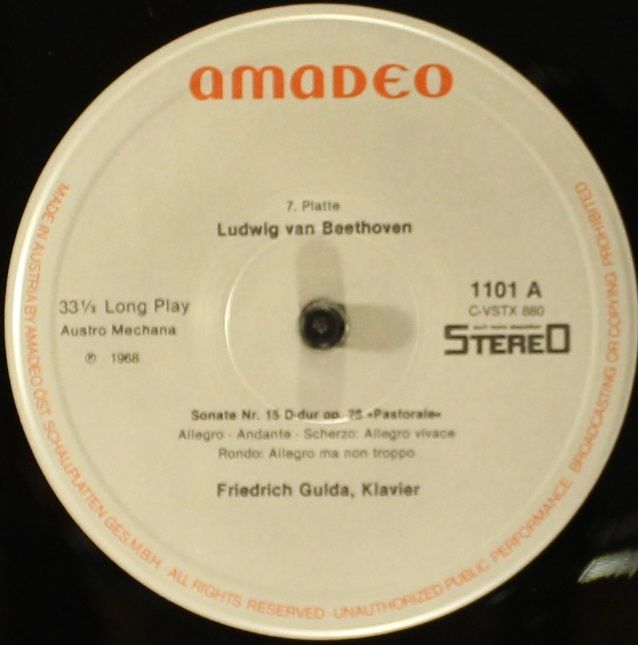 amadeo
7. Platte
Ludwig van Beethoven
33⅓ Long Play
Austro Mechana
℗ 1968
1101 A
C-VSTX 880
STEREO
Sonate Nr. 15 D-dur op. 28 »Pastorale«
Allegro · Andante · Scherzo: Allegro vivace
Rondo: Allegro ma non troppo
Friedrich Gulda, Klavier
MADE IN AUSTRIA BY AMADEO ÖST. SCHALLPLATTEN GES.M.B.H. · ALL RIGHTS RESERVED · UNAUTHORIZED PUBLIC PERFORMANCE BROADCASTING OR COPYING PROHIBITED